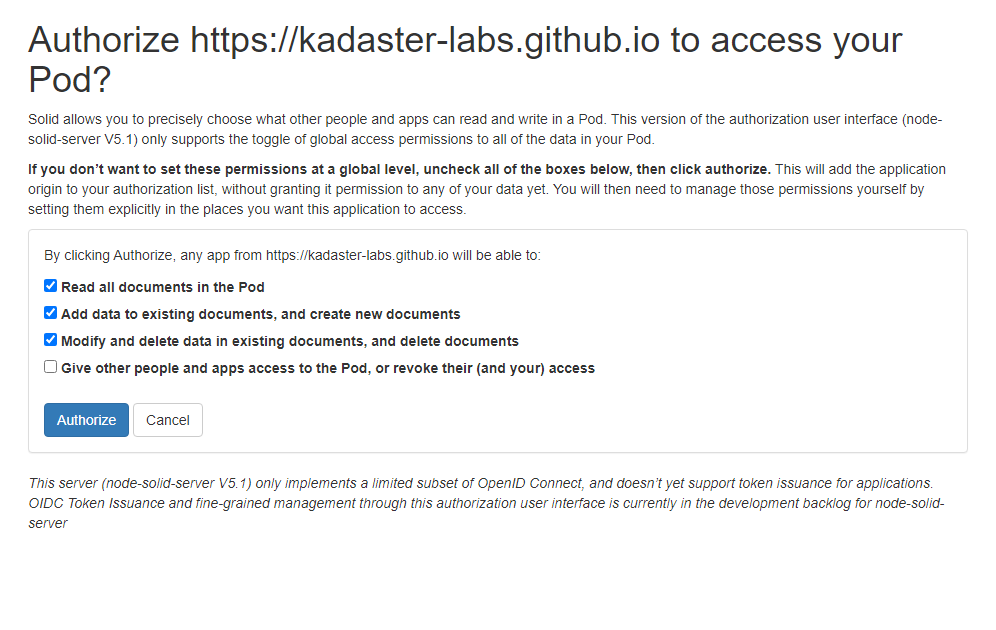 Authorize https://kadaster-labs.github.io to access your
Pod?
Solid allows you to precisely choose what other people and apps can read and write in a Pod. This version of the authorization user interface (node-
solid-server V5.1) only supports the toggle of global access permissions to all of the data in your Pod.
If you don’t want to set these permissions at a global level, uncheck all of the boxes below, then click authorize. This will add the application
origin to your authorization list, without granting it permission to any of your data yet. You will then need to manage those permissions yourself by
setting them explicitly in the places you want this application to access.
By clicking Authorize, any app from https://kadaster-labs.github.io will be able to:
Read all documents in the Pod
Add data to existing documents, and create new documents
Modify and delete data in existing documents, and delete documents
Give other people and apps access to the Pod, or revoke their (and your) access
Authorize Cancel
This server (node-solid-server V5.1) only implements a limited subset of OpenID Connect, and doesn’t yet support token issuance for applications.
OIDC Token Issuance and fine-grained management through this authorization user interface is currently in the development backlog for node-solid-
server